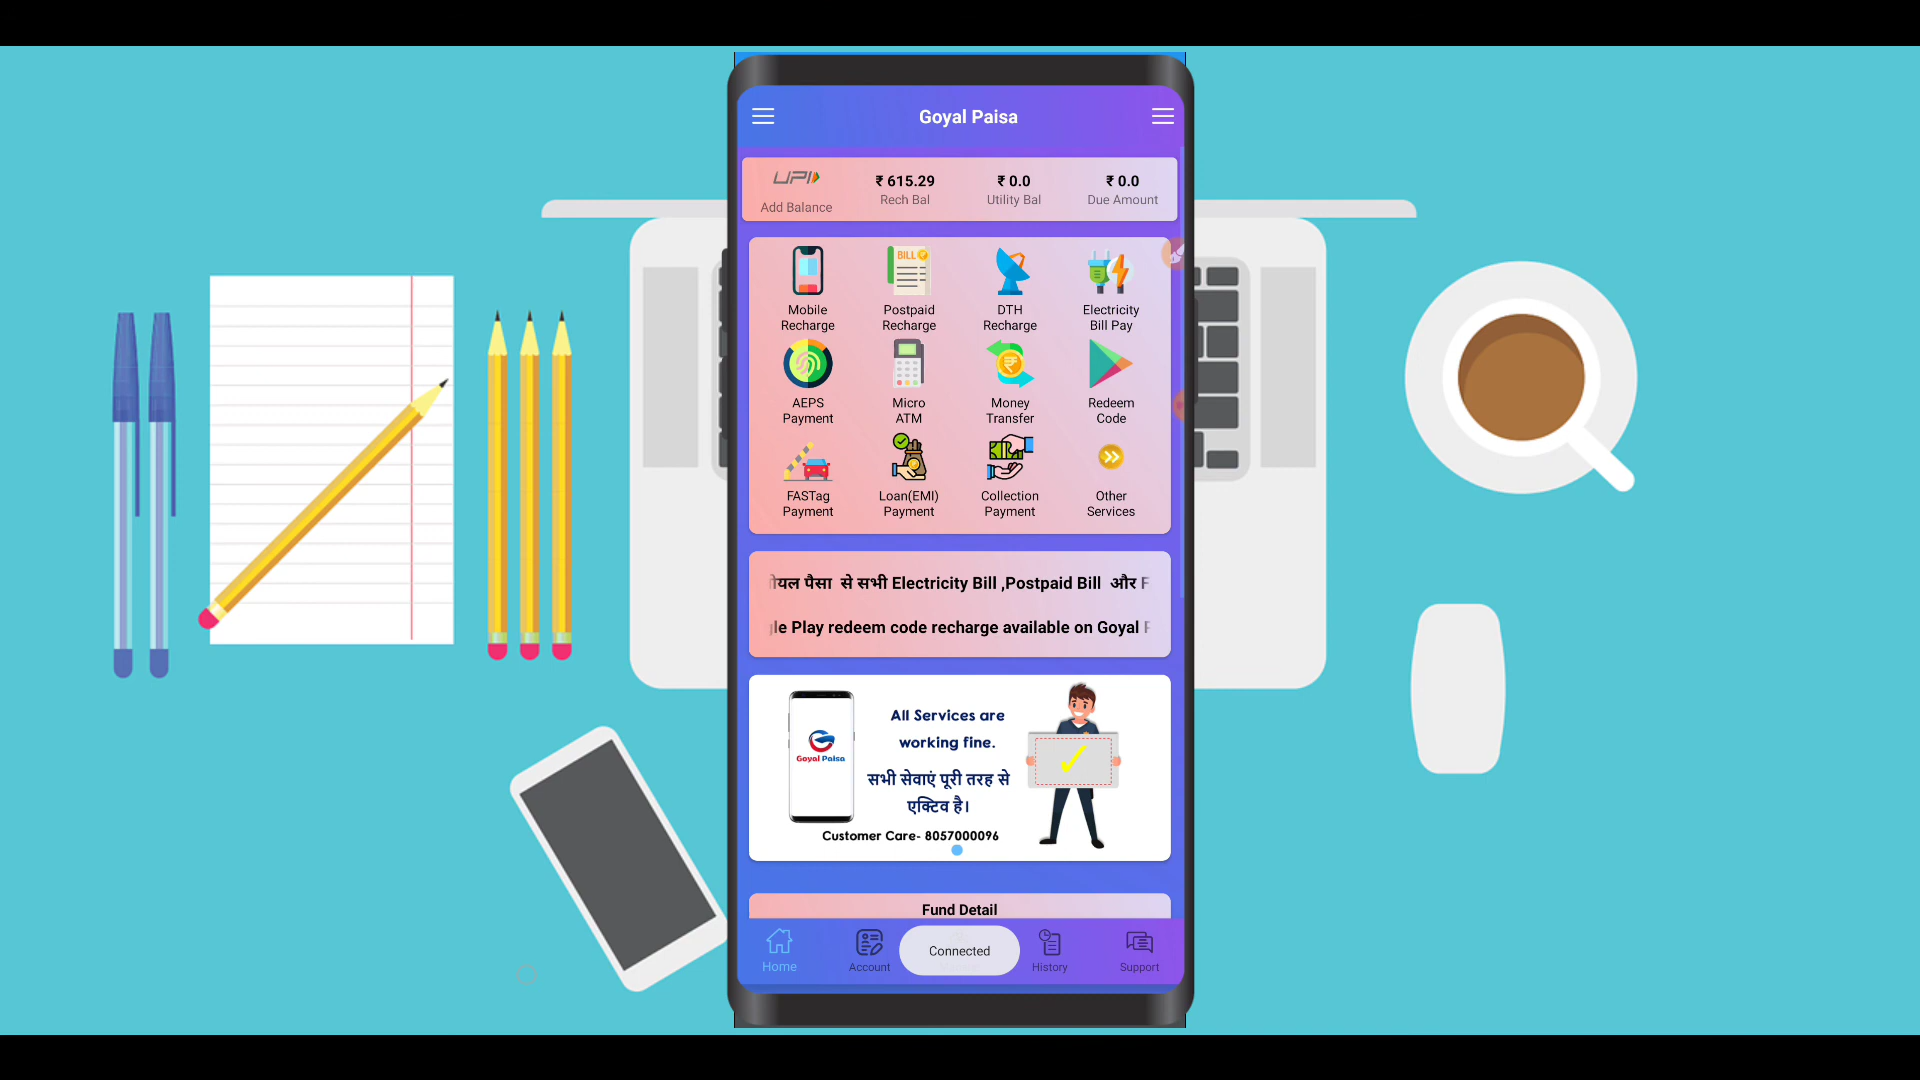 Goyal Paisa
UPI
Add Balance
₹ 615.29
Rech Bal
₹ 0.0
Utility Bal
₹ 0.0
Due Amount
Mobile
Recharge
BILL
Postpaid
Recharge
DTH
Recharge
Electricity
Bill Pay
AEPS
Payment
Micro
ATM
Money
Transfer
Redeem
Code
FASTag
Payment
Loan(EMI)
Payment
Collection
Payment
Other
Services
पैसा से सभी Electricity Bill ,Postpaid Bill और
Play redeem code recharge available on Goyal
Goyal Paisa
All Services are
working fine.
सभी सेवाएं पूरी तरह से
एक्टिव है।
Customer Care- 8057000096
Fund Detail
Home
Account
Connected
History
Support